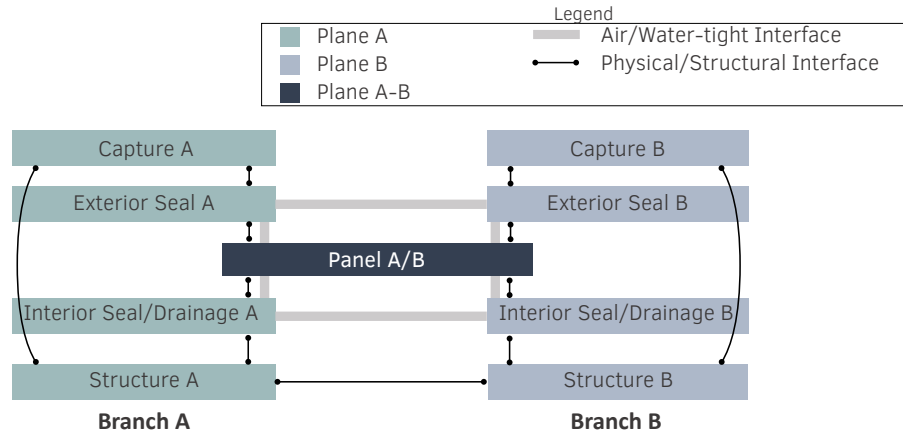 Legend
Plane A
Air/Water-tight Interface
Plane B
Physical/Structural Interface
Plane A-B
Capture A
Capture B
Exterior Seal A
Exterior Seal B
Panel A/B
Interior Seal/Drainage A
Interior Seal/Drainage B
Structure A
Structure B
Branch A
Branch B